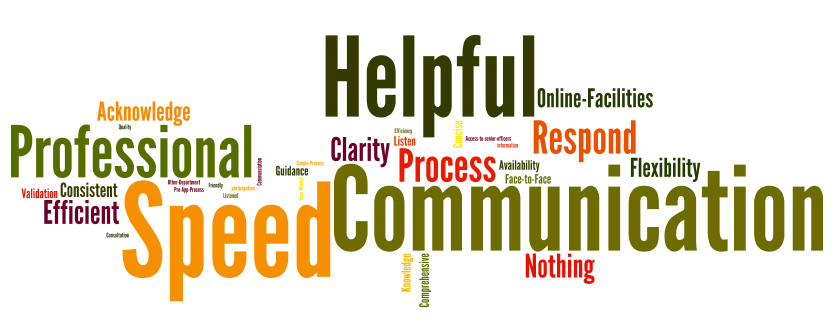 Helpful
Online-Facilities
Acknowledge
Quality
Professional
Efficiency
Listen
Concise
Access-to-senior-officers
information
Respond
Clarity
Process
Availability
Face-to-Face
Flexibility
Simple-Process
Guidance
Communication
Validation
Consistent
Other-Department
Pre-App-Process
Friendly
participation
Listened
Efficient
Speed
Communication
Consultation
Knowledge
Comprehensive
Nothing